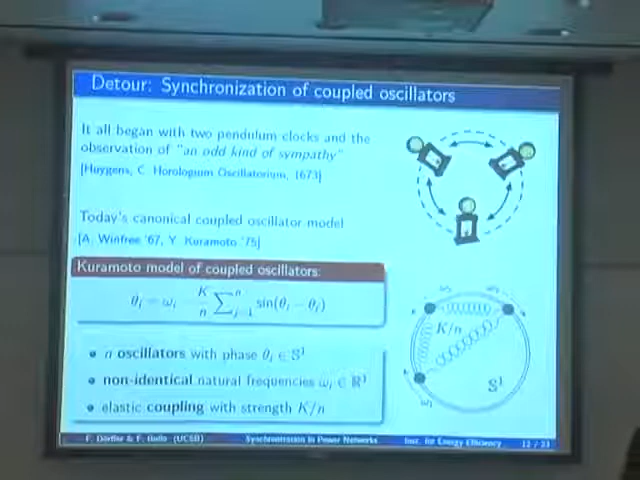 Detour: Synchronization of coupled oscillators
It all began with two pendulum clocks and the
observation of "an odd kind of sympathy"
[Huygens, C. Horologium Oscillatorium, 1673]
Today's canonical coupled oscillator model
[A. Winfree '67, Y. Kuramoto '75]
Kuramoto model of coupled oscillators:
θ̇ᵢ = ωᵢ − K/n ∑ⁿⱼ₌₁ sin(θᵢ − θⱼ)
• n oscillators with phase θᵢ ∈ 𝕊¹
• non-identical natural frequencies ωᵢ ∈ ℝ¹
• elastic coupling with strength K/n
K/n
𝕊¹
F. Dörfler & F. Bullo (UCSB) Synchronization in Power Networks Inst. for Energy Efficiency 12 / 33